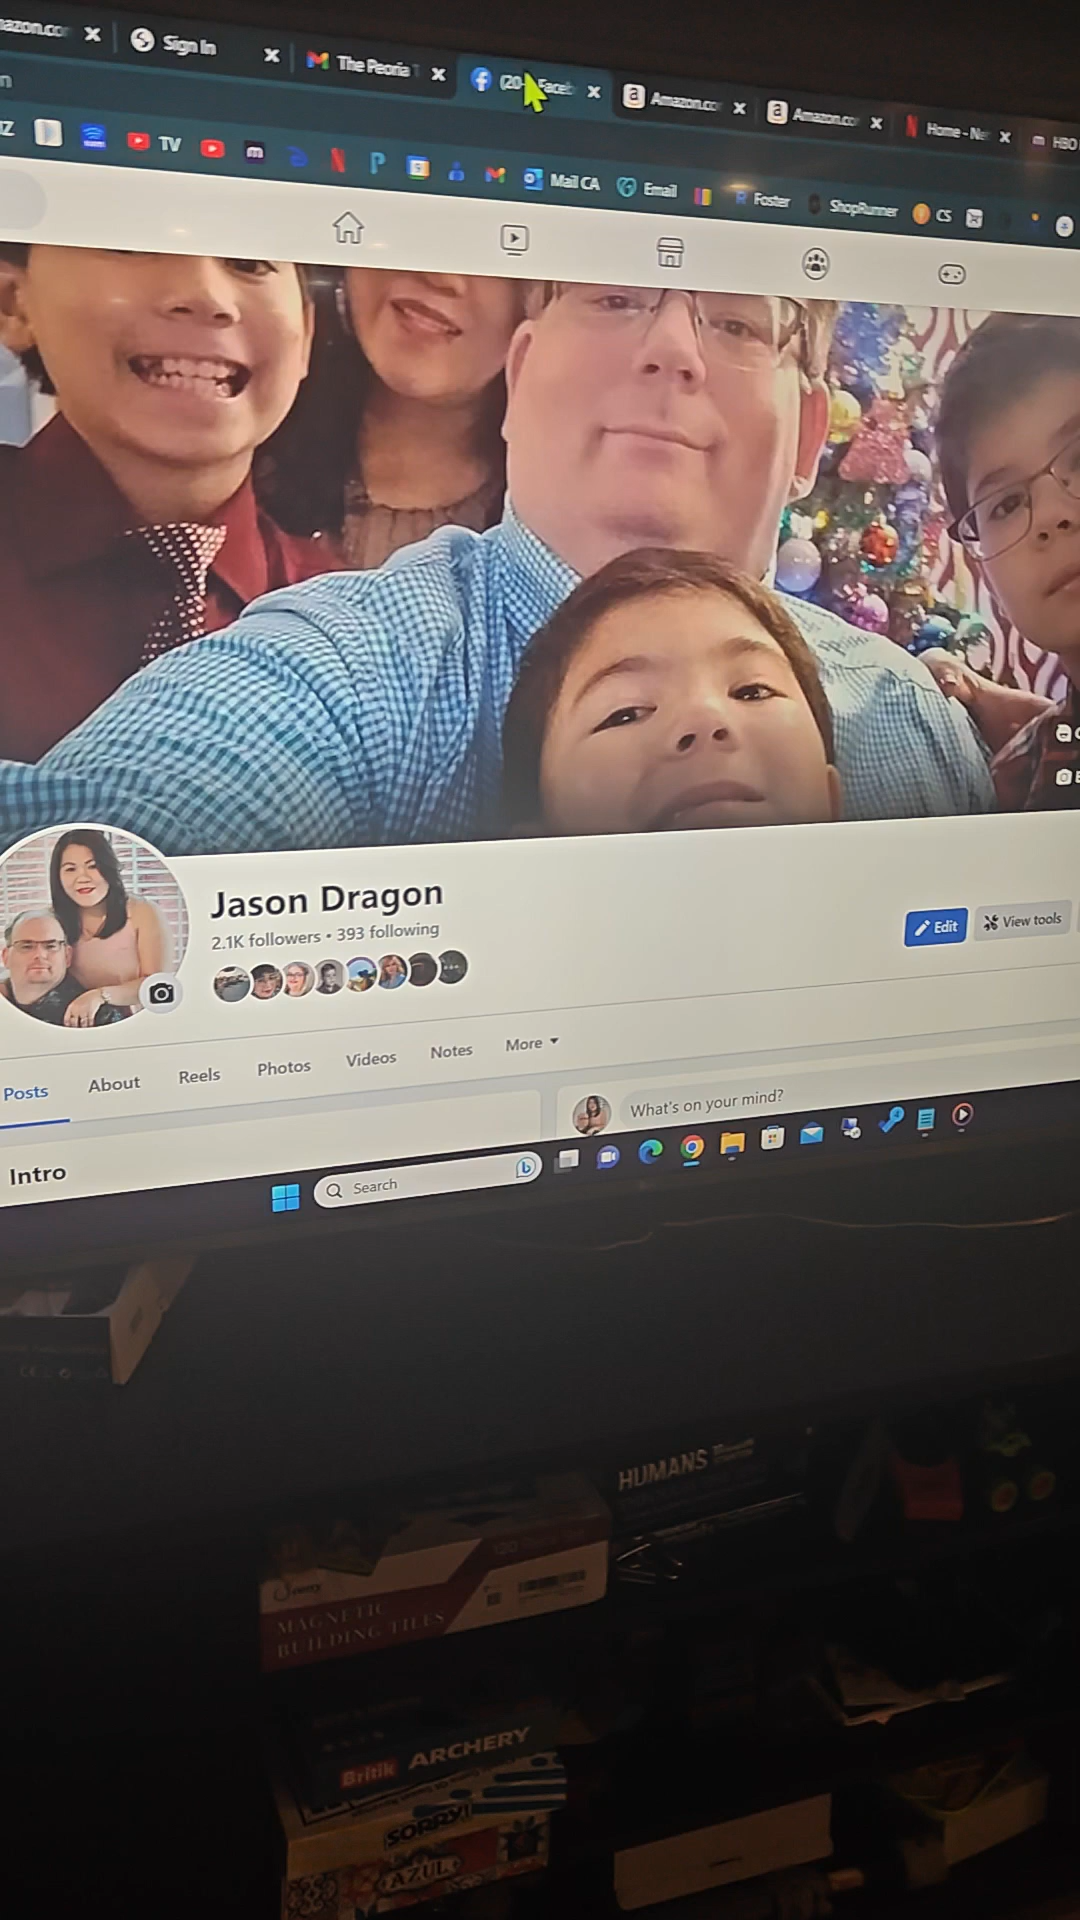 Sign In
The Peoria
Amazon.co
Amazon.co
Home - Ne
HBO
TV
Mail CA
Email
Foster
ShopRunner
CS
Jason Dragon
2.1K followers • 393 following
Edit
View tools
Posts
About
Reels
Photos
Videos
Notes
More
What's on your mind?
Intro
Search
HUMANS
MAGNETIC
BUILDING TILES
Britik ARCHERY
SORRY!
AZUL